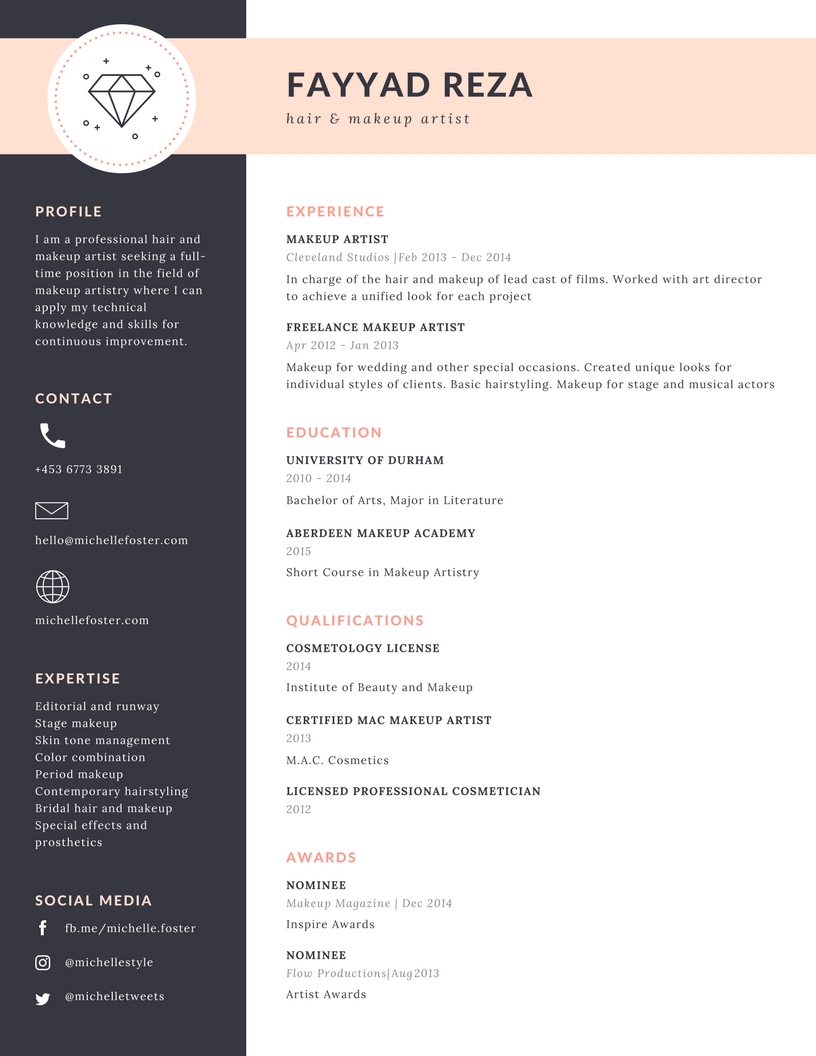 FAYYAD REZA
hair & makeup artist
PROFILE
I am a professional hair and
makeup artist seeking a full-
time position in the field of
makeup artistry where I can
apply my technical
knowledge and skills for
continuous improvement.
CONTACT
+453 6773 3891
hello@michellefoster.com
michellefoster.com
EXPERTISE
Editorial and runway
Stage makeup
Skin tone management
Color combination
Period makeup
Contemporary hairstyling
Bridal hair and makeup
Special effects and
prosthetics
SOCIAL MEDIA
fb.me/michelle.foster
@michellestyle
@michelletweets
EXPERIENCE
MAKEUP ARTIST
Cleveland Studios |Feb 2013 - Dec 2014
In charge of the hair and makeup of lead cast of films. Worked with art director
to achieve a unified look for each project
FREELANCE MAKEUP ARTIST
Apr 2012 - Jan 2013
Makeup for wedding and other special occasions. Created unique looks for
individual styles of clients. Basic hairstyling. Makeup for stage and musical actors
EDUCATION
UNIVERSITY OF DURHAM
2010 - 2014
Bachelor of Arts, Major in Literature
ABERDEEN MAKEUP ACADEMY
2015
Short Course in Makeup Artistry
QUALIFICATIONS
COSMETOLOGY LICENSE
2014
Institute of Beauty and Makeup
CERTIFIED MAC MAKEUP ARTIST
2013
M.A.C. Cosmetics
LICENSED PROFESSIONAL COSMETICIAN
2012
AWARDS
NOMINEE
Makeup Magazine | Dec 2014
Inspire Awards
NOMINEE
Flow Productions|Aug2013
Artist Awards